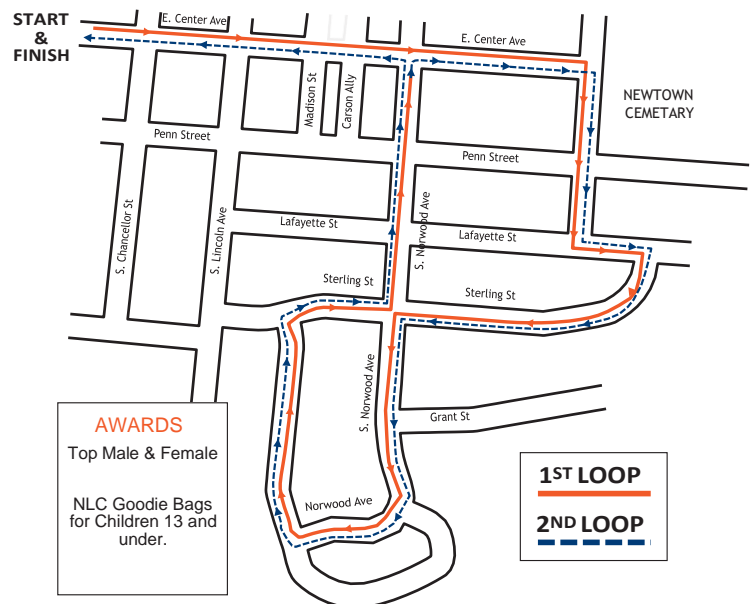 START
&
FINISH
E. Center Ave
E. Center Ave
NEWTOWN
CEMETARY
Madison St
Carson Ally
Penn Street
Penn Street
S. Chancellor St
S. Lincoln Ave
Lafayette St
S. Norwood Ave
Lafayette St
Sterling St
Sterling St
S. Norwood Ave
Grant St
Norwood Ave
AWARDS
Top Male & Female
NLC Goodie Bags
for Children 13 and
under.
1ST LOOP
2ND LOOP